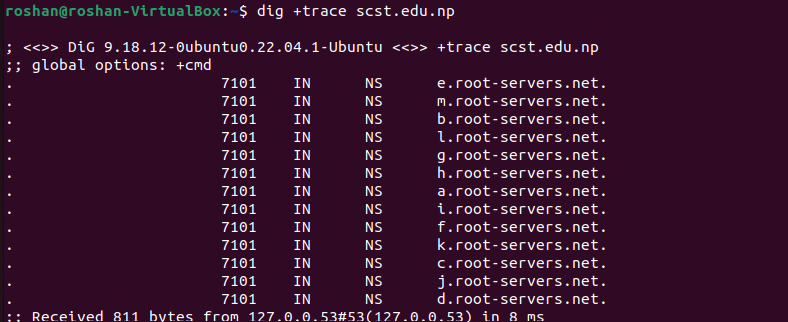 roshan@roshan-VirtualBox:~$ dig +trace scst.edu.np
; <<>> DiG 9.18.12-0ubuntu0.22.04.1-Ubuntu <<>> +trace scst.edu.np
;; global options: +cmd
. 7101 IN NS e.root-servers.net.
. 7101 IN NS m.root-servers.net.
. 7101 IN NS b.root-servers.net.
. 7101 IN NS l.root-servers.net.
. 7101 IN NS g.root-servers.net.
. 7101 IN NS h.root-servers.net.
. 7101 IN NS a.root-servers.net.
. 7101 IN NS i.root-servers.net.
. 7101 IN NS f.root-servers.net.
. 7101 IN NS k.root-servers.net.
. 7101 IN NS c.root-servers.net.
. 7101 IN NS j.root-servers.net.
. 7101 IN NS d.root-servers.net.
;; Received 811 bytes from 127.0.0.53#53(127.0.0.53) in 8 ms